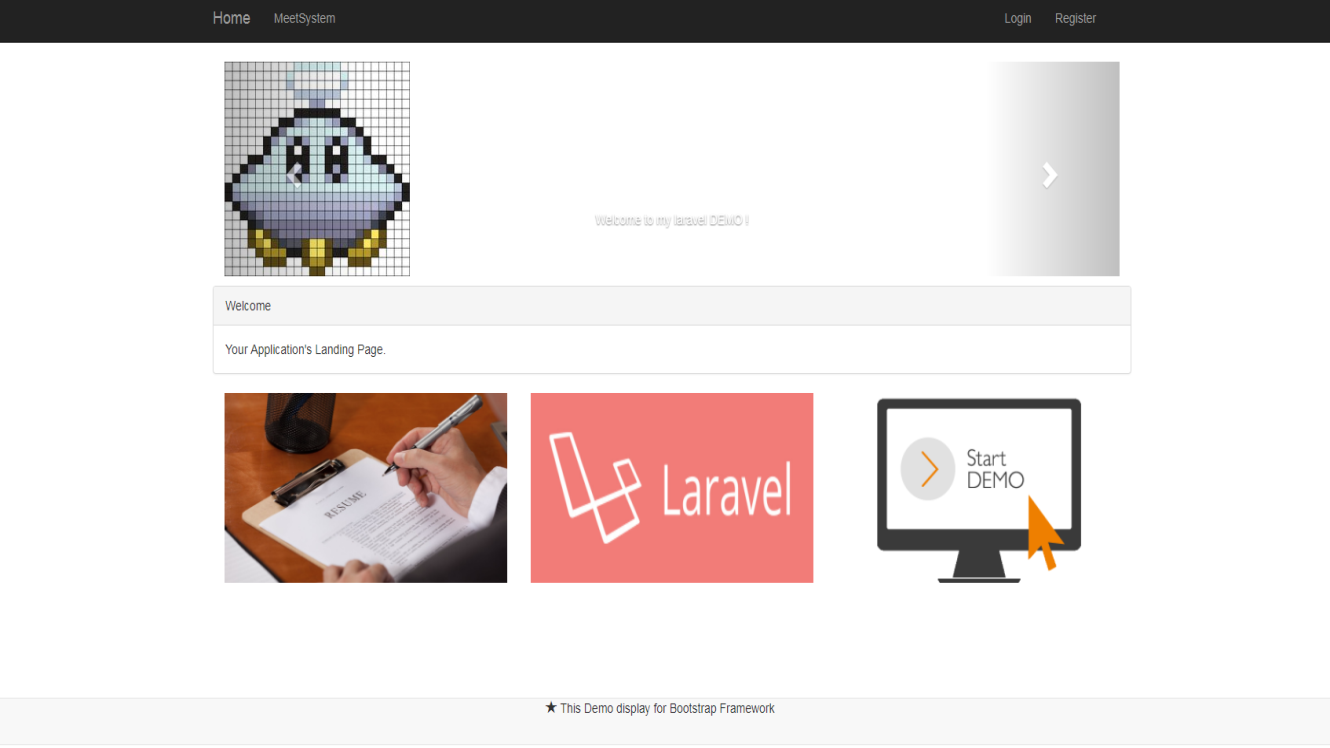 Home MeetSystem Login Register
Welcome to my laravel DEMO !
Welcome
Your Application's Landing Page.
RESUME
Laravel
Start
DEMO
★ This Demo display for Bootstrap Framework